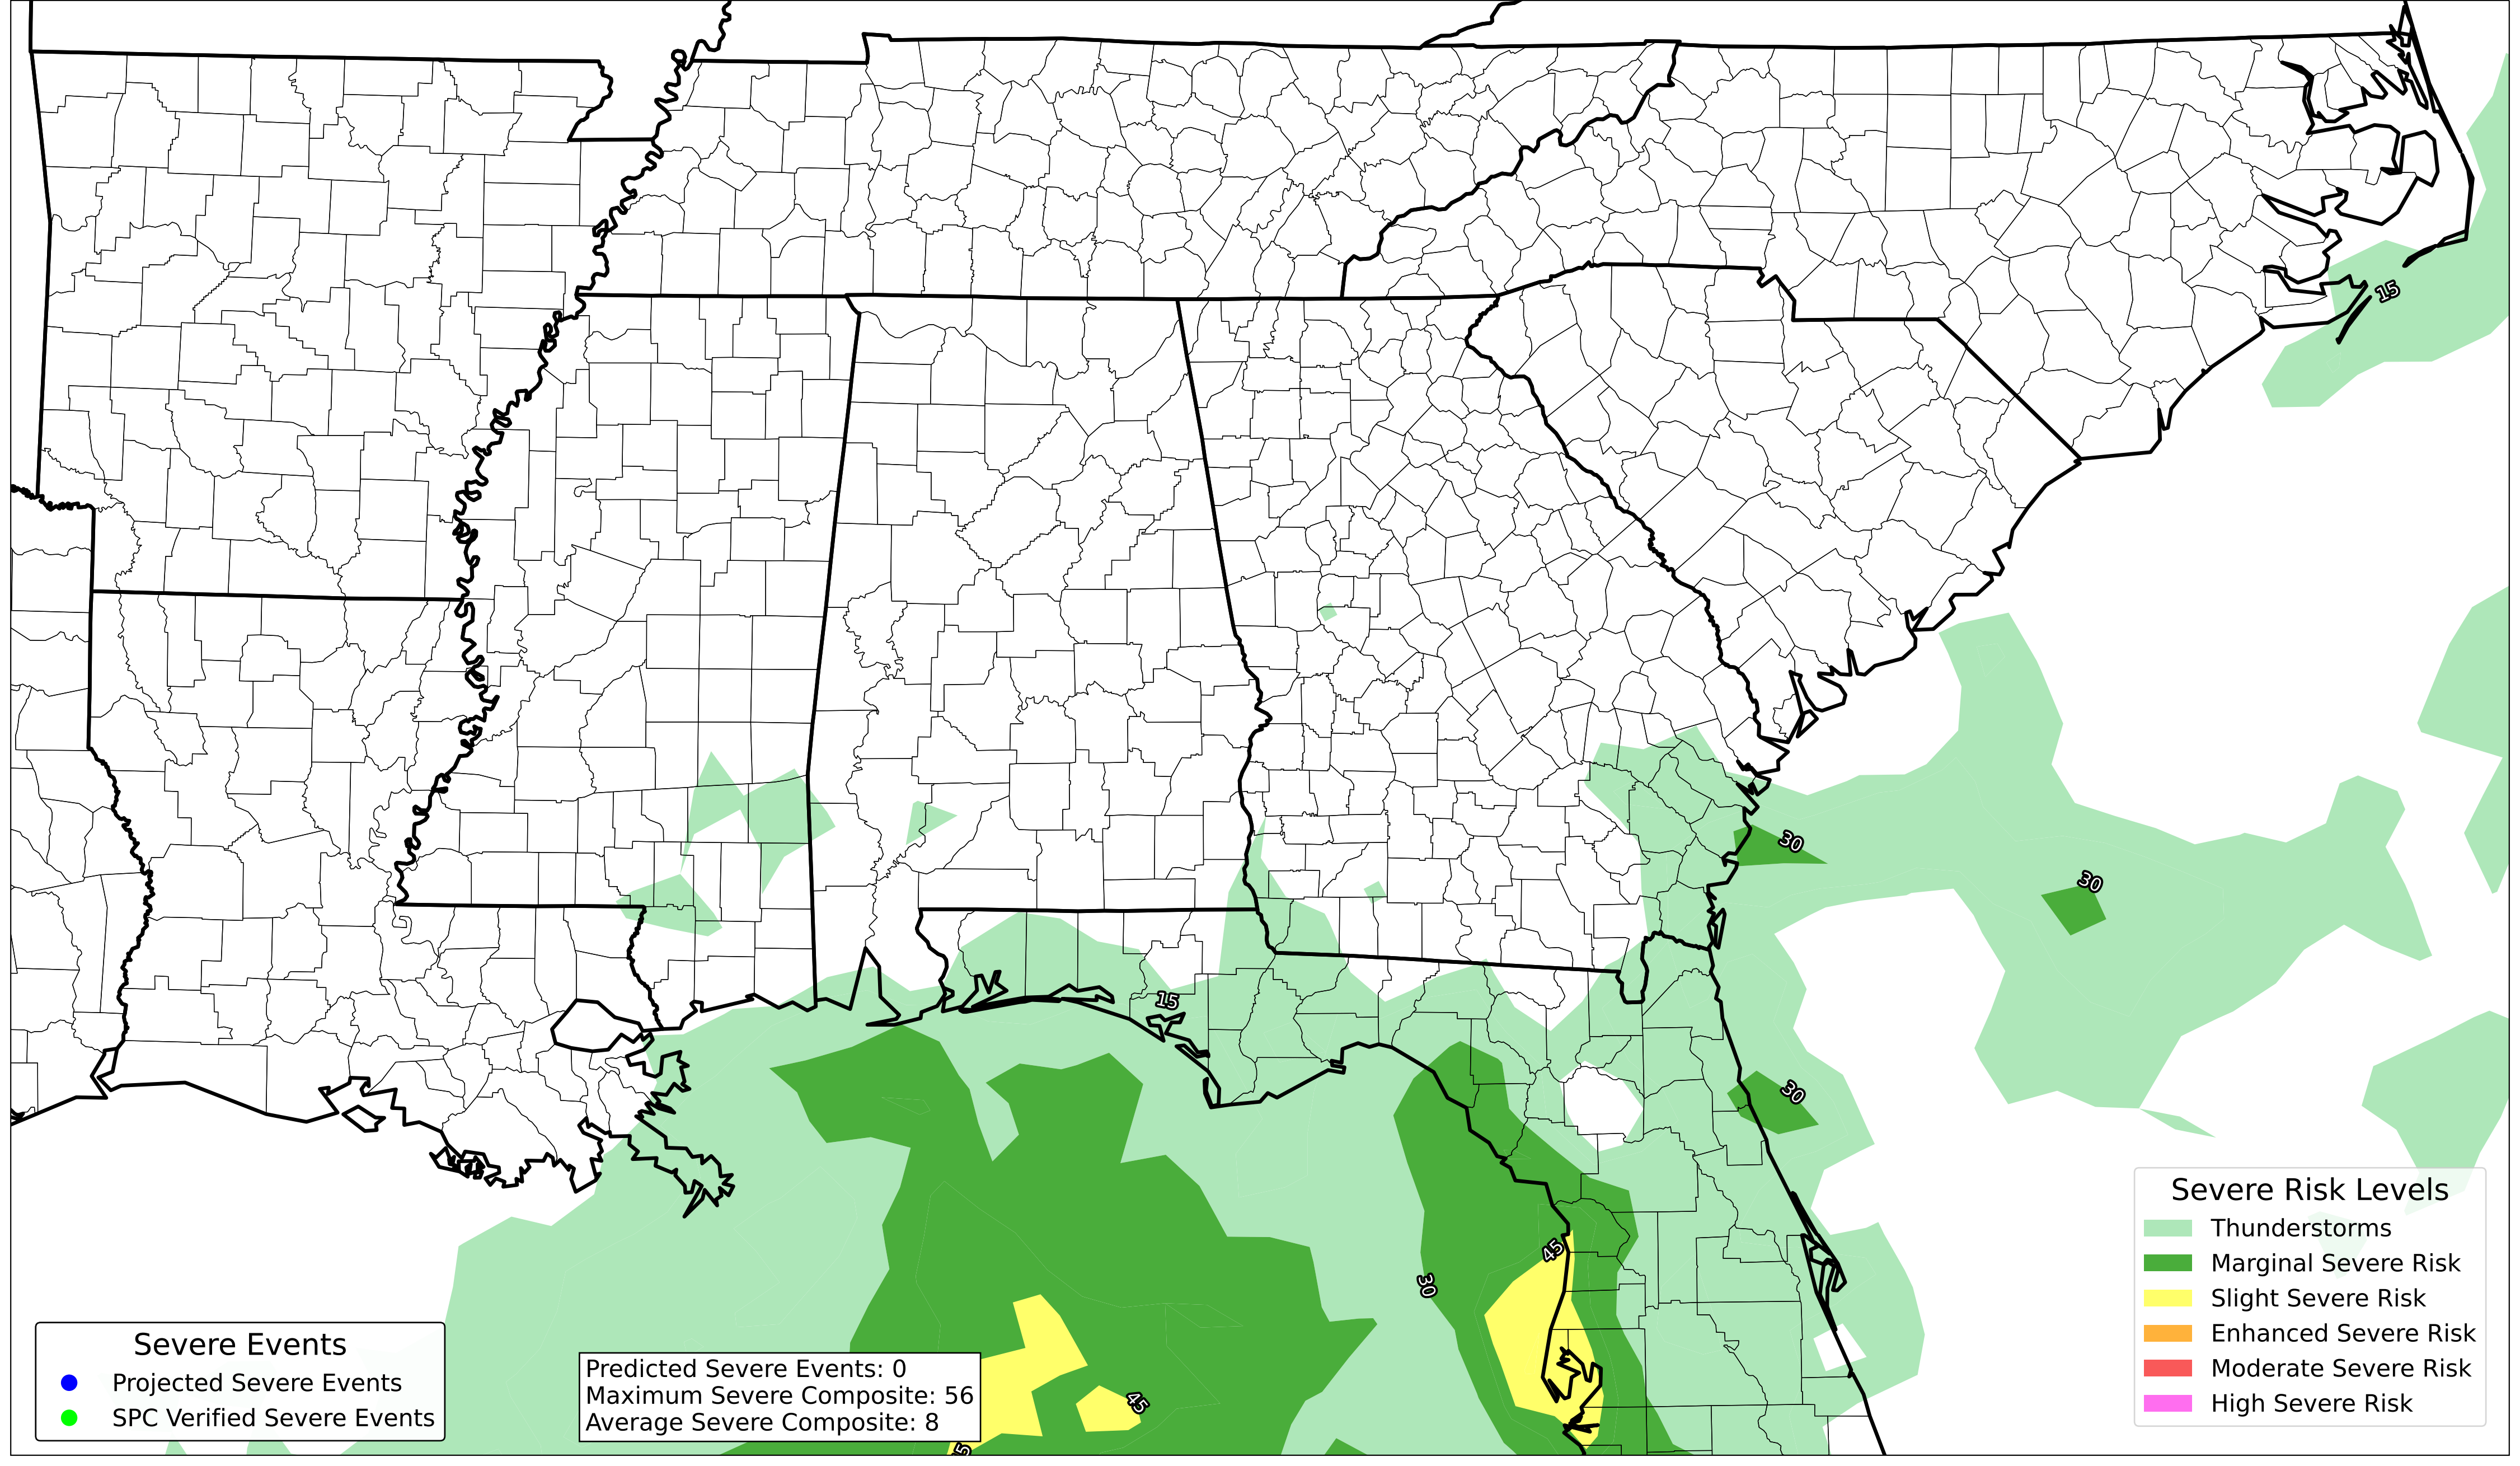 15
30
30
15
30
45
30
45
5
Severe Events
Projected Severe Events
SPC Verified Severe Events
Predicted Severe Events: 0
Maximum Severe Composite: 56
Average Severe Composite: 8
Severe Risk Levels
Thunderstorms
Marginal Severe Risk
Slight Severe Risk
Enhanced Severe Risk
Moderate Severe Risk
High Severe Risk